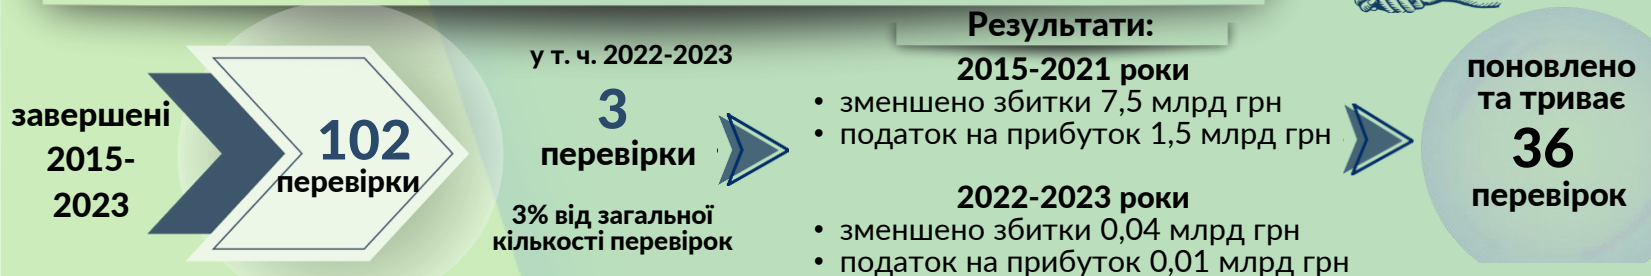 завершені
2015-
2023
102
перевірки
у т. ч. 2022-2023
3
перевірки
3% від загальної
кількості перевірок
Результати:
2015-2021 роки
• зменшено збитки 7,5 млрд грн
• податок на прибуток 1,5 млрд грн
2022-2023 роки
• зменшено збитки 0,04 млрд грн
• податок на прибуток 0,01 млрд грн
поновлено
та триває
36
перевірок